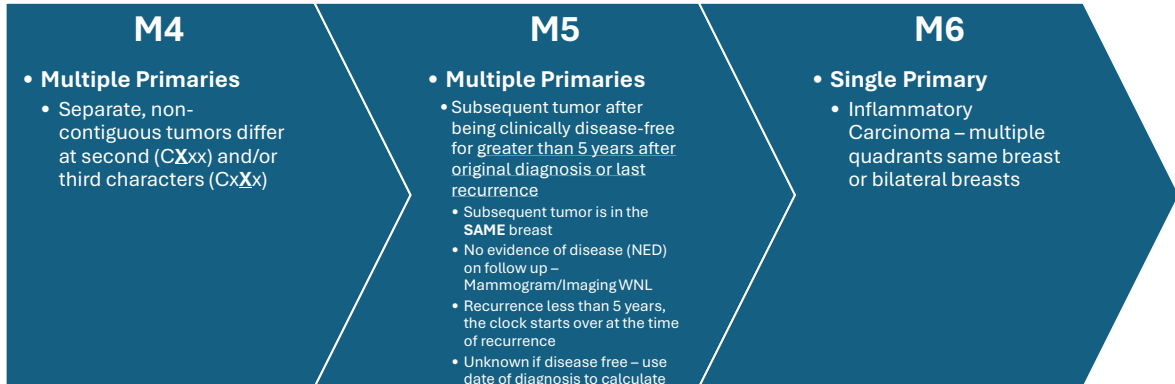 M4
• Multiple Primaries
• Separate, non-
contiguous tumors differ
at second (CXxx) and/or
third characters (CxXx)
M5
• Multiple Primaries
• Subsequent tumor after
being clinically disease-free
for greater than 5 years after
original diagnosis or last
recurrence
• Subsequent tumor is in the
SAME breast
• No evidence of disease (NED)
on follow up –
Mammogram/Imaging WNL
• Recurrence less than 5 years,
the clock starts over at the time
of recurrence
• Unknown if disease free – use
date of diagnosis to calculate
M6
• Single Primary
• Inflammatory
Carcinoma – multiple
quadrants same breast
or bilateral breasts